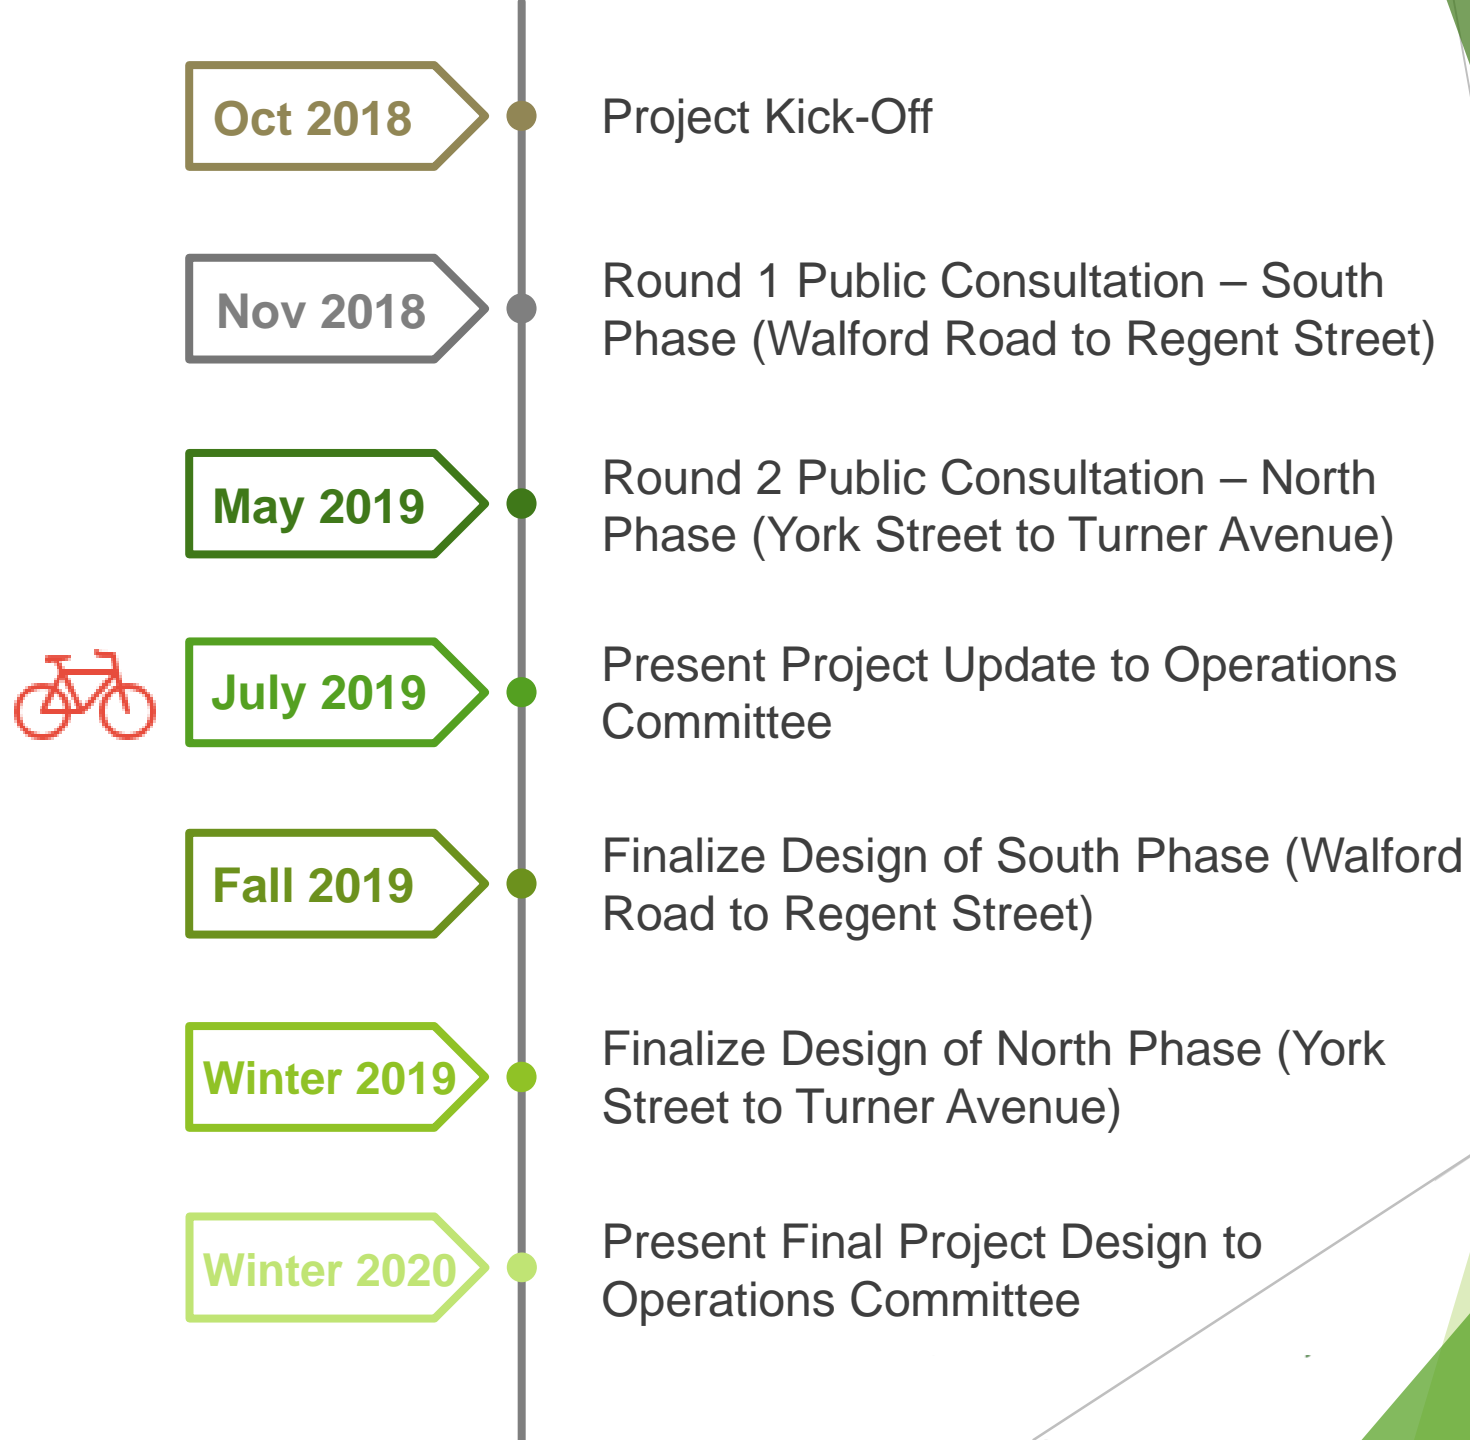 Oct 2018
Project Kick-Off
Nov 2018
Round 1 Public Consultation – South
Phase (Walford Road to Regent Street)
May 2019
Round 2 Public Consultation – North
Phase (York Street to Turner Avenue)
July 2019
Present Project Update to Operations
Committee
Fall 2019
Finalize Design of South Phase (Walford
Road to Regent Street)
Winter 2019
Finalize Design of North Phase (York
Street to Turner Avenue)
Winter 2020
Present Final Project Design to
Operations Committee